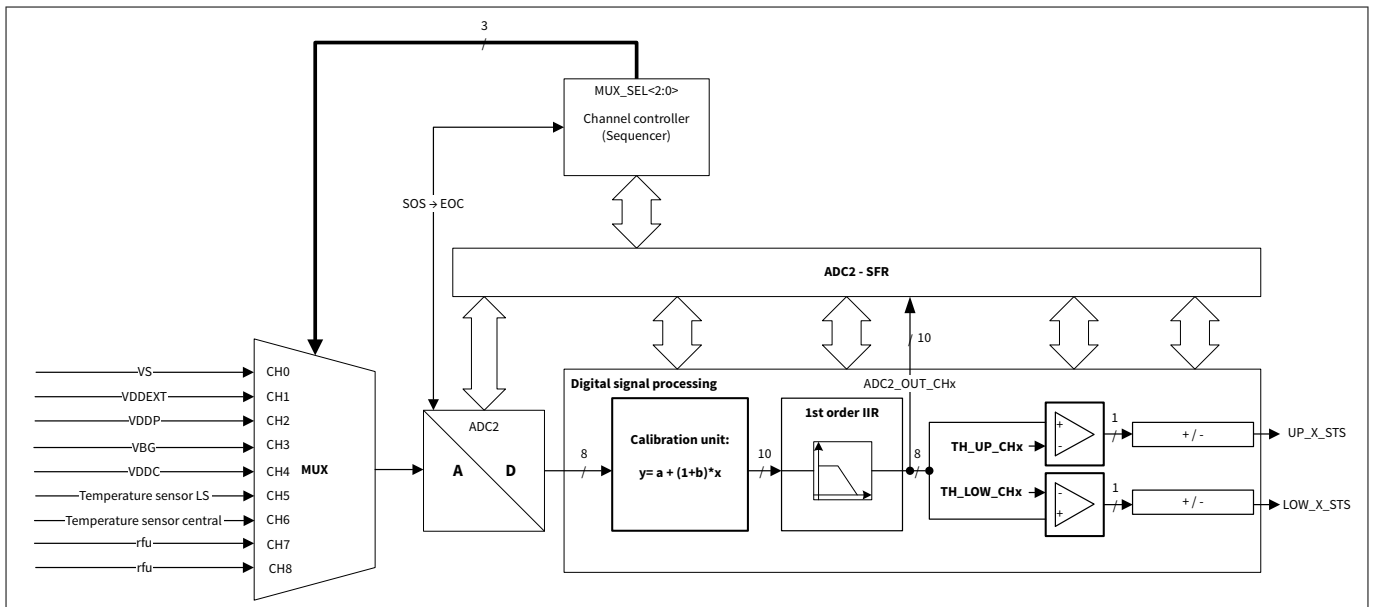 3
MUX_SEL<2:0>
Channel controller
(Sequencer)
SOS → EOC
ADC2 - SFR
10
VS
CH0
VDDEXT
CH1
VDDP
CH2
VBG
CH3
VDDC
CH4
MUX
Temperature sensor LS
CH5
Temperature sensor central
CH6
rfu
CH7
rfu
CH8
ADC2
A
D
8
Digital signal processing
Calibration unit:
y= a + (1+b)*x
10
1st order IIR
ADC2_OUT_CHx
8
TH_UP_CHx
+
-
1
+ / -
UP_X_STS
TH_LOW_CHx
-
+
1
+ / -
LOW_X_STS